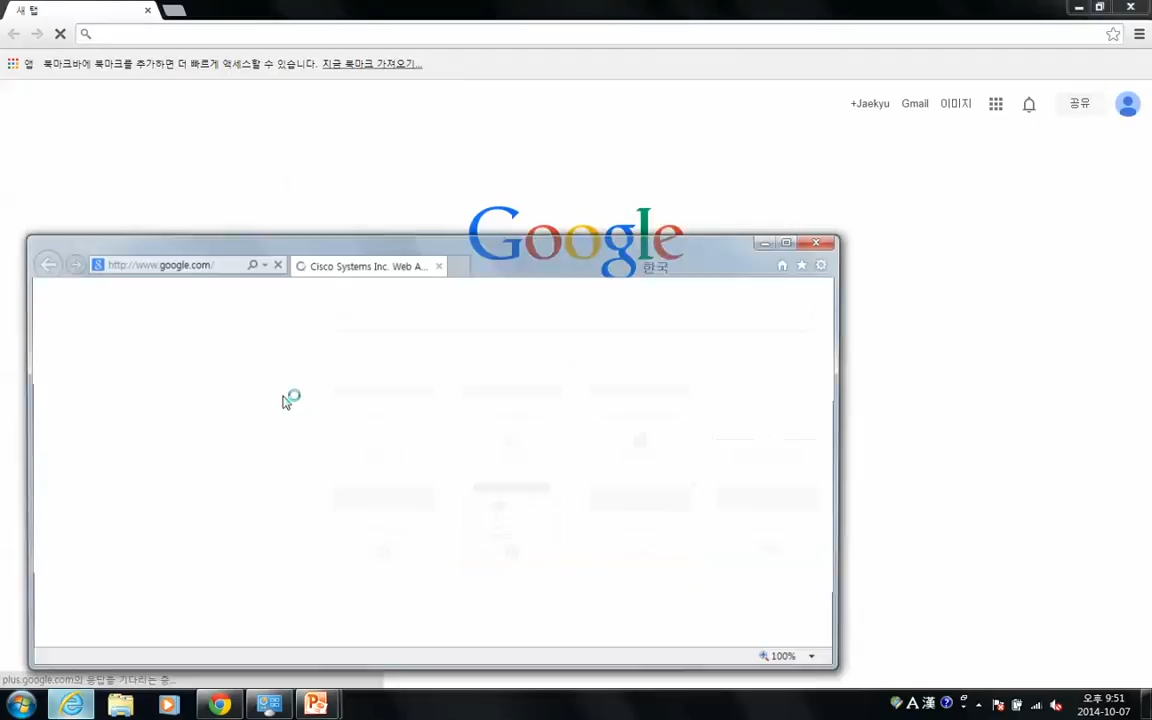 새 탭
앱 북마크바에 북마크를 추가하면 더 빠르게 액세스할 수 있습니다. 지금 북마크 가져오기...
+Jaekyu Gmail 이미지 공유
Google
한국
http://www.google.com/ Cisco Systems Inc. Web A...
100%
plus.google.com의 응답을 기다리는 중...
A 漢
오후 9:51
2014-10-07